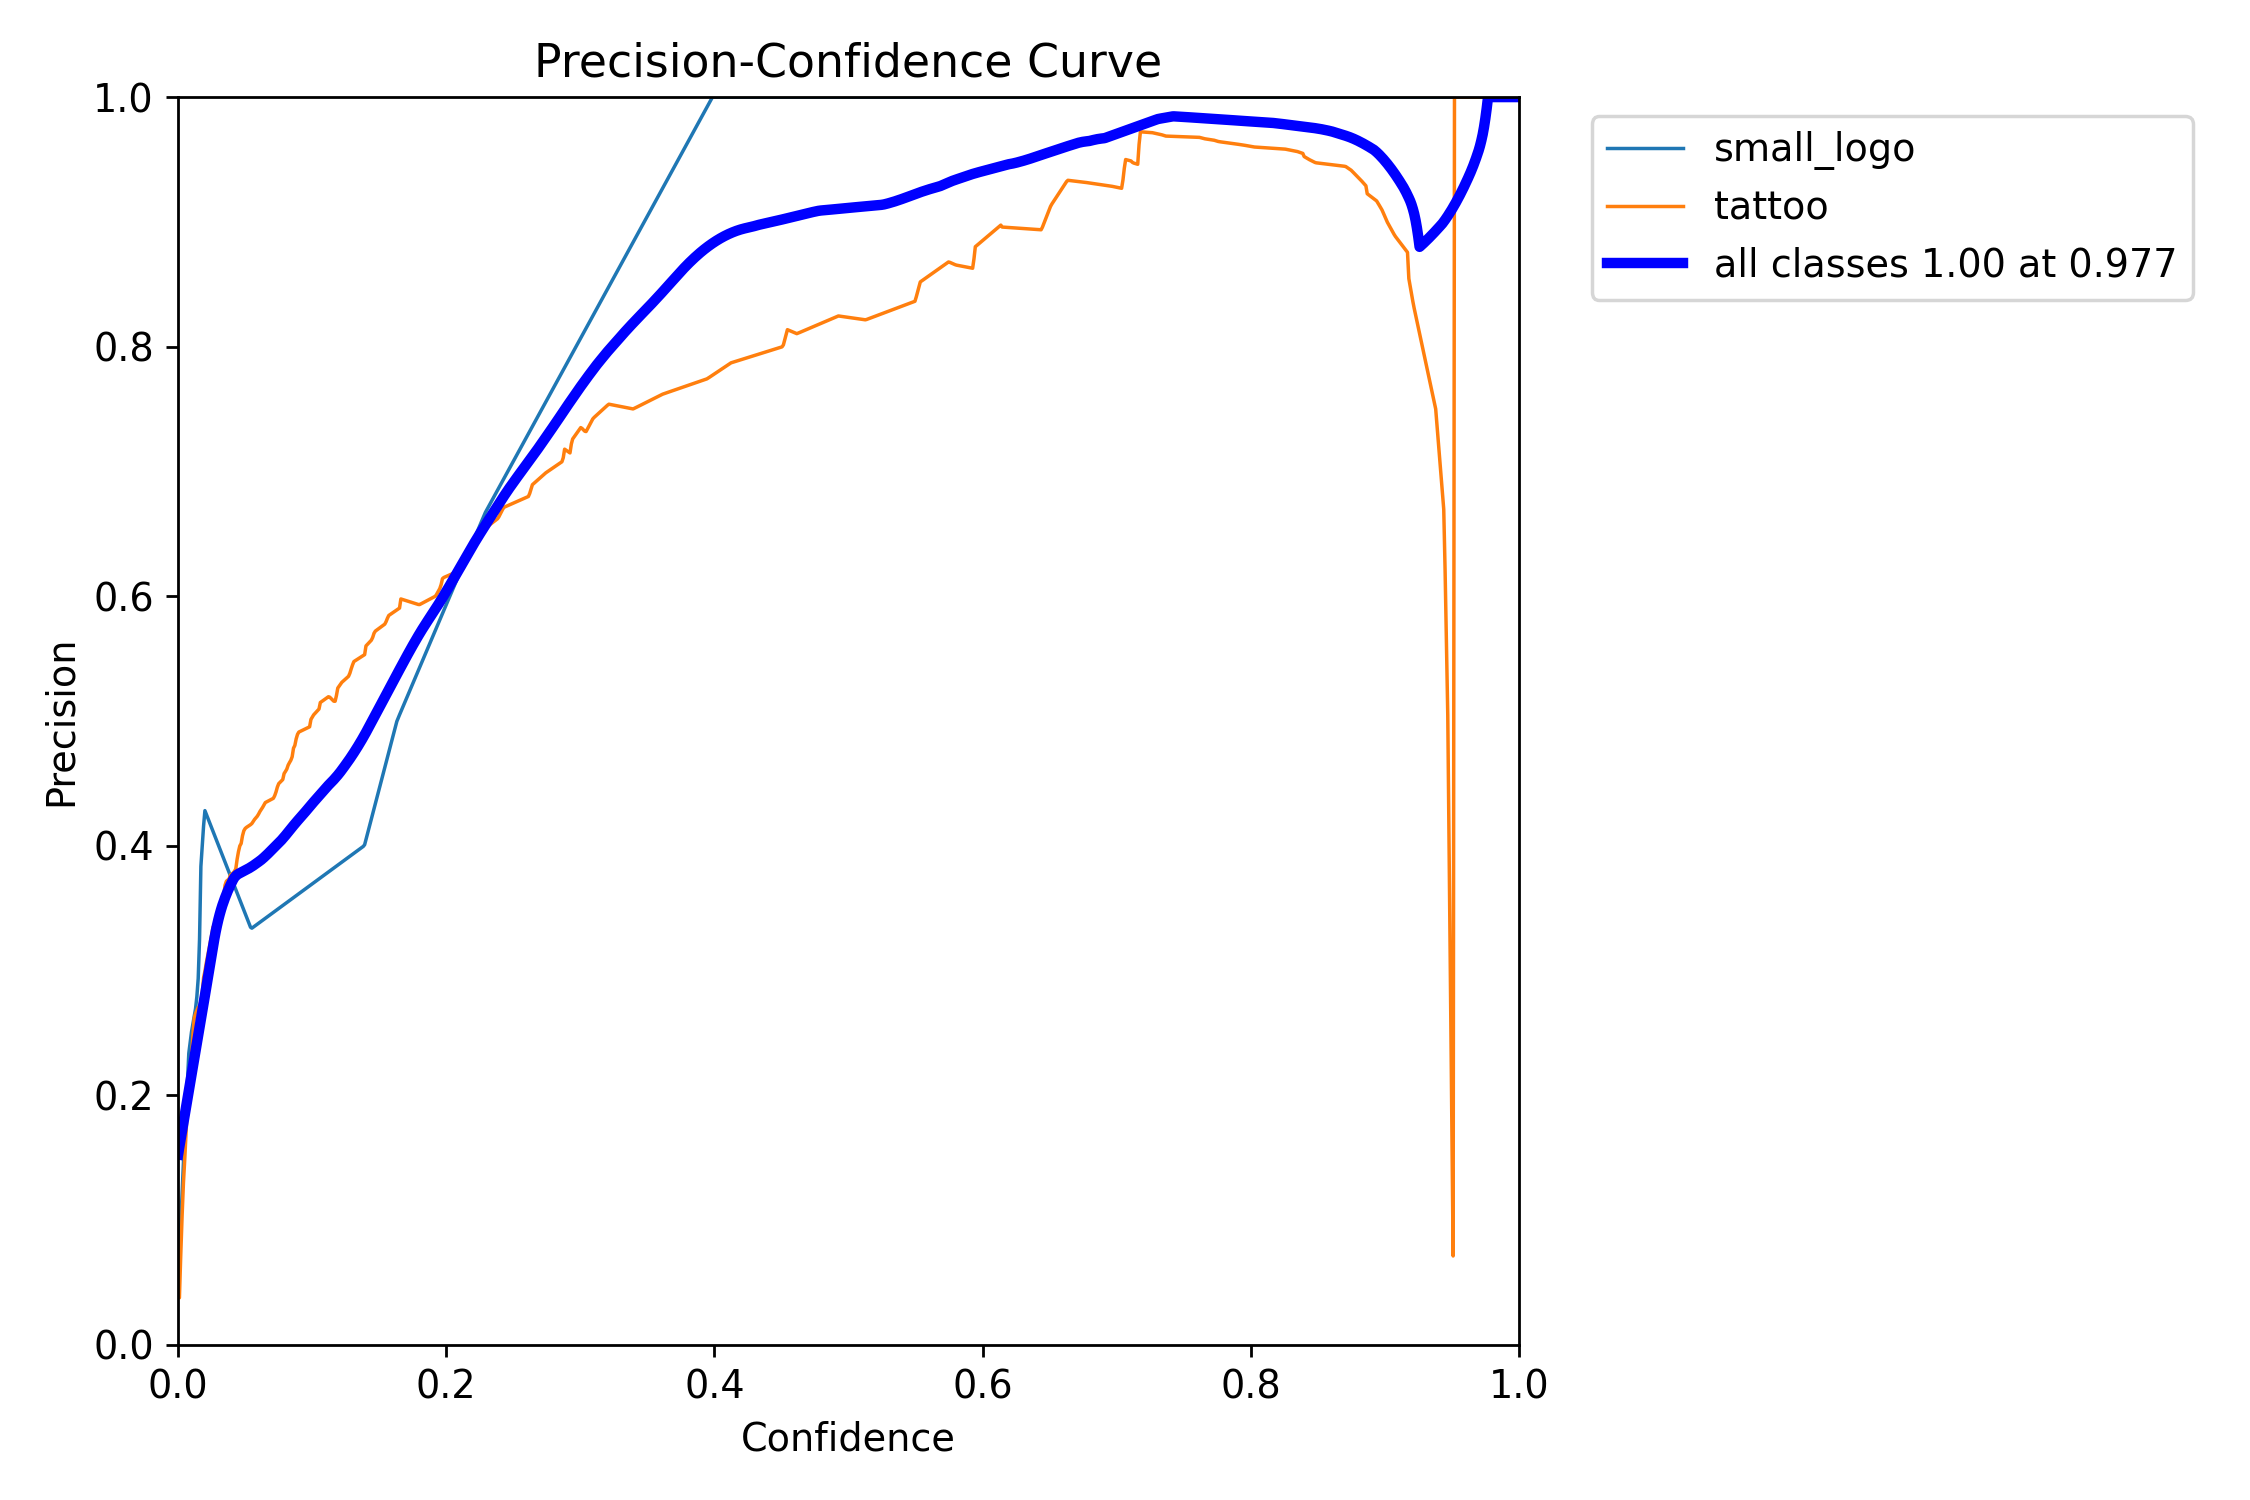 Precision-Confidence Curve
1.0
0.8
0.6
0.4
0.2
0.0
Precision
0.0 0.2 0.4 0.6 0.8 1.0
Confidence
small_logo
tattoo
all classes 1.00 at 0.977